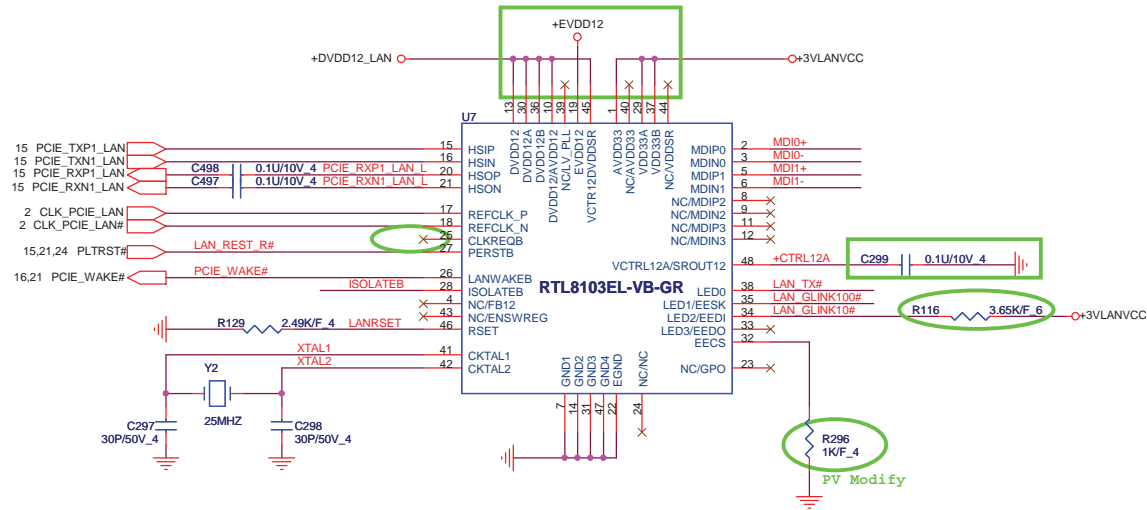 +EVDD12
+DVDD12_LAN
+3VLANVCC
13
30
36
10
39
19
45
1
40
29
37
44
U7
DVDD12
DVDD12A
DVDD12B
DVDD12/AVDD12
NC/LV_PLL
EVDD12
VCTR12DVDDSR
AVDD33
NC/AVDD33
VDD33A
VDD33B
NC/VDDSR
15 PCIE_TXP1_LAN 15 HSIP
15 PCIE_TXN1_LAN 16 HSIN
15 PCIE_RXP1_LAN C498 0.1U/10V_4 PCIE_RXP1_LAN_L 20 HSOP
15 PCIE_RXN1_LAN C497 0.1U/10V_4 PCIE_RXN1_LAN_L 21 HSON
2 CLK_PCIE_LAN 17 REFCLK_P
2 CLK_PCIE_LAN# 18 REFCLK_N
25 CLKREQB
15,21,24 PLTRST# LAN_REST_R# 27 PERSTB
16,21 PCIE_WAKE# PCIE_WAKE# 26 LANWAKEB
ISOLATEB 28 ISOLATEB
4 NC/FB12
43 NC/ENSWREG
R129 2.49K/F_4 LANRSET 46 RSET
XTAL1 41 CKTAL1
XTAL2 42 CKTAL2
Y2
25MHZ
C297
30P/50V_4
C298
30P/50V_4
RTL8103EL-VB-GR
MDIP0 2 MDI0+
MDIN0 3 MDI0-
MDIP1 5 MDI1+
MDIN1 6 MDI1-
NC/MDIP2 8
NC/MDIN2 9
NC/MDIP3 11
NC/MDIN3 12
VCTRL12A/SROUT12 48 +CTRL12A C299 0.1U/10V_4
LED0 38 LAN_TX#
LED1/EESK 35 LAN_GLINK100#
LED2/EEDI 34 LAN_GLINK10# R116 3.65K/F_6 +3VLANVCC
LED3/EEDO 33
EECS 32
NC/GPO 23
GND1
GND2
GND3
GND4
EGND
NC/NC
7
14
31
47
22
24
R296
1K/F_4
PV Modify